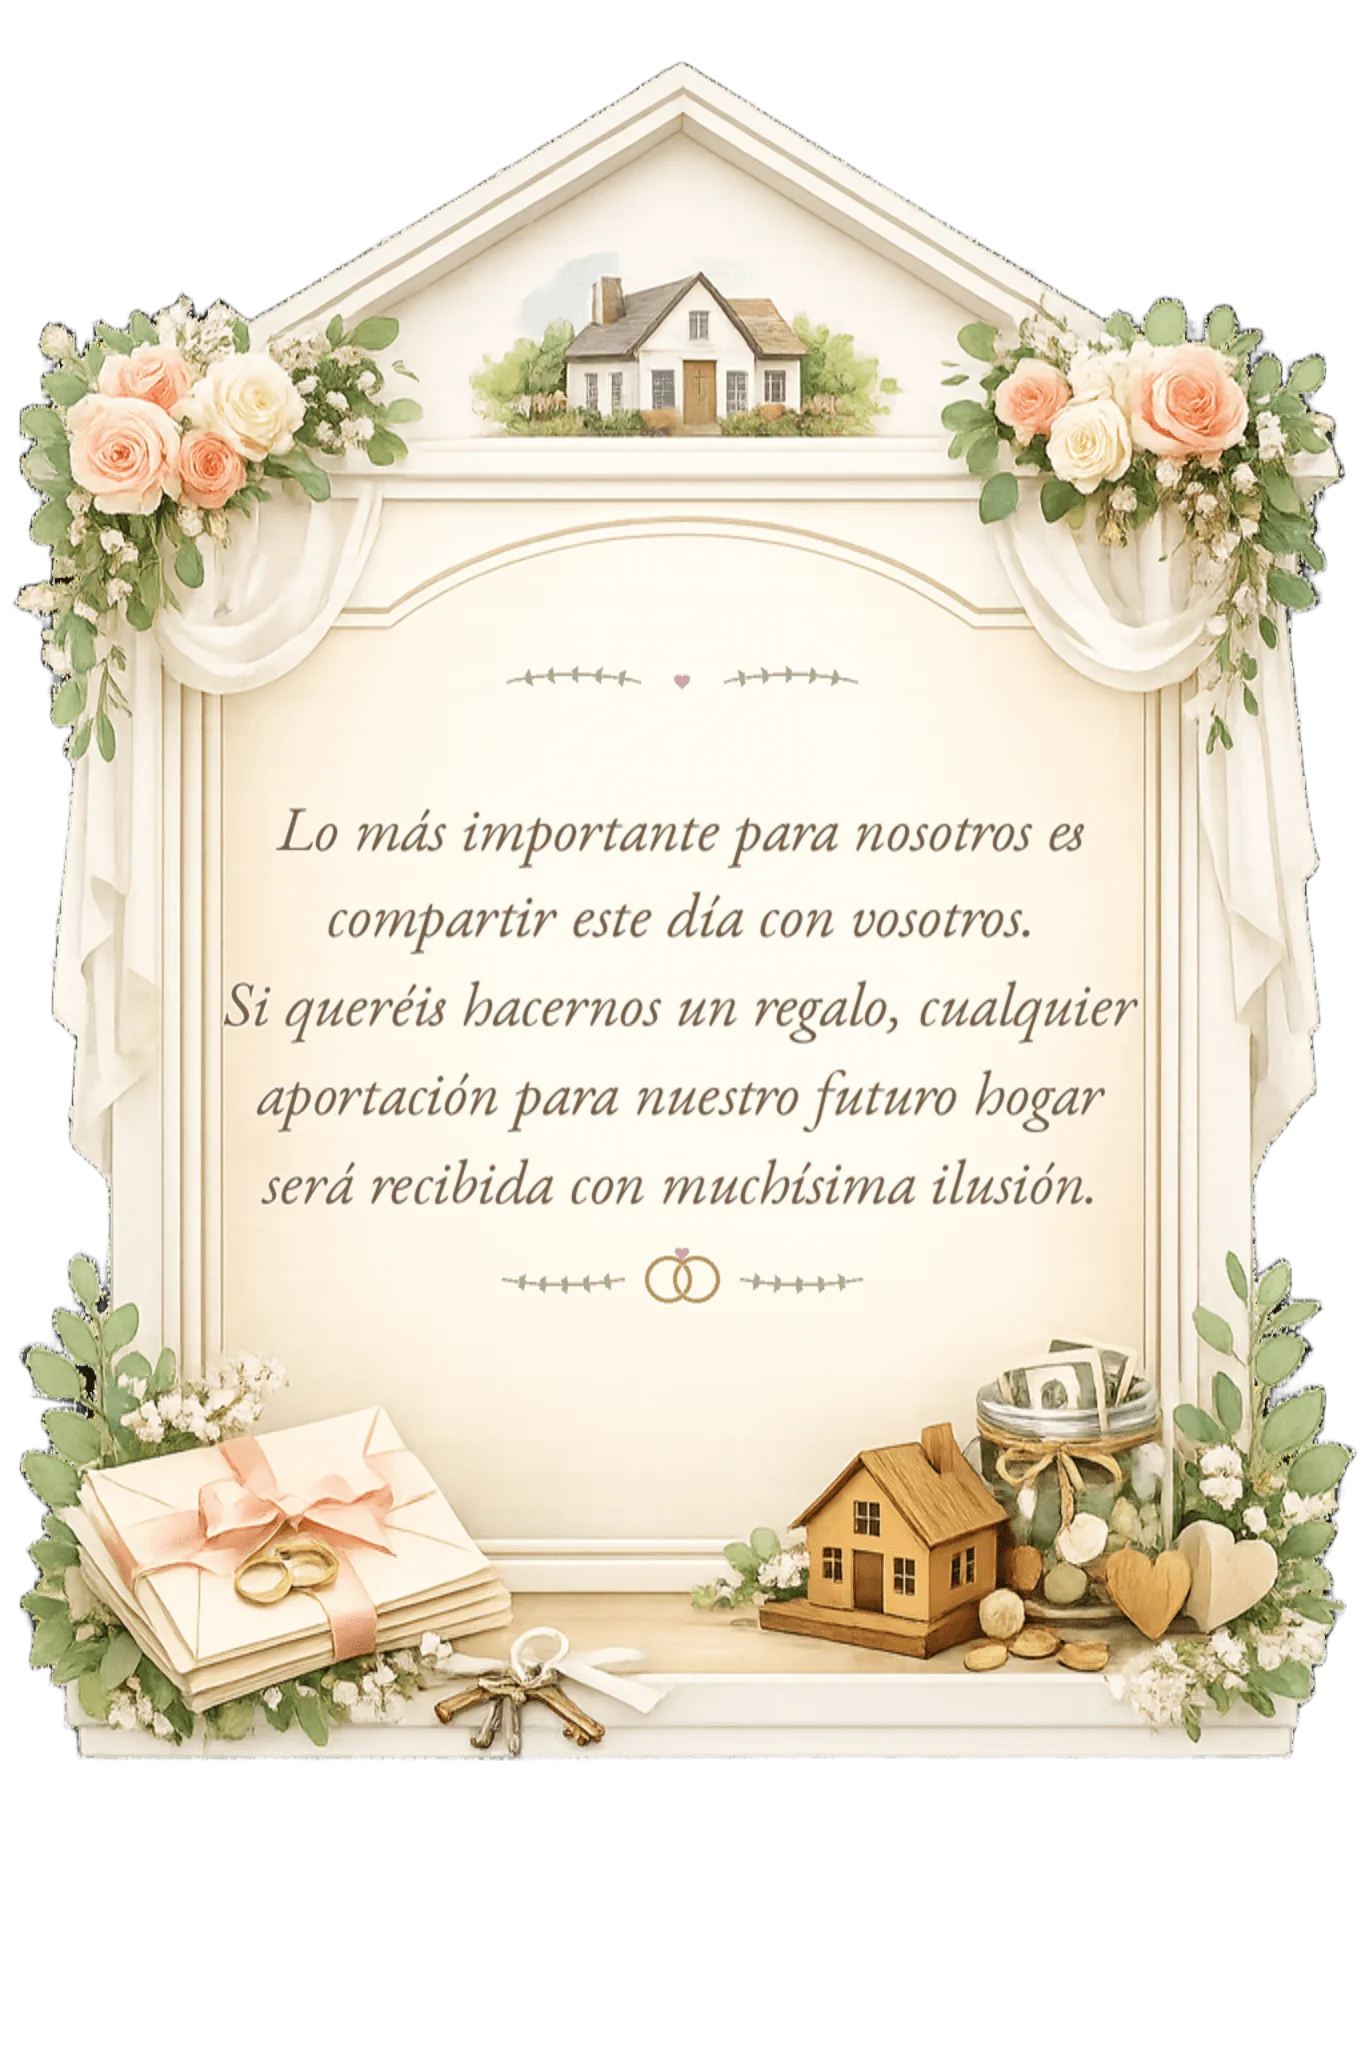 Lo más importante para nosotros es
compartir este día con vosotros.
Si queréis hacernos un regalo, cualquier
aportación para nuestro futuro hogar
será recibida con muchísima ilusión.